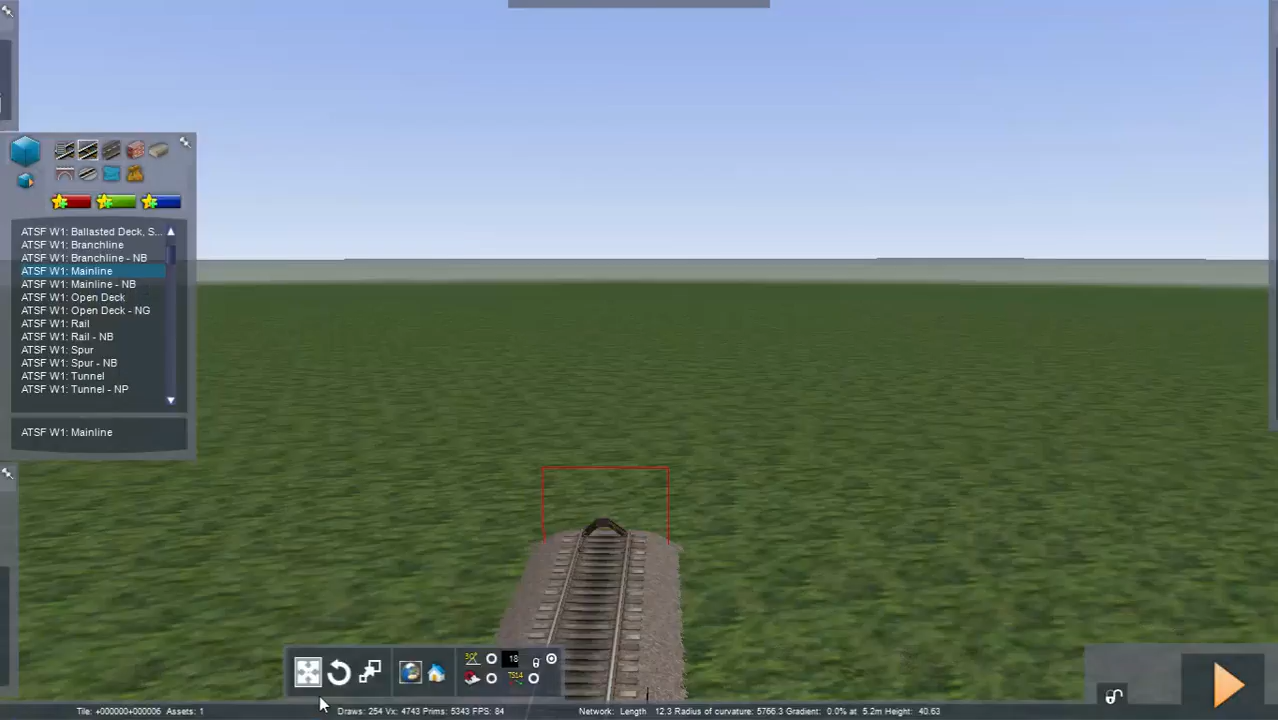 ATSF W1: Ballasted Deck, S...
ATSF W1: Branchline
ATSF W1: Branchline - NB
ATSF W1: Mainline
ATSF W1: Mainline - NB
ATSF W1: Open Deck
ATSF W1: Open Deck - NG
ATSF W1: Rail
ATSF W1: Rail - NB
ATSF W1: Spur
ATSF W1: Spur - NB
ATSF W1: Tunnel
ATSF W1: Tunnel - NP
ATSF W1: Mainline
18
TS14
Tile: +000000+000006 Assets: 1
Draws: 254 Vx: 4743 Prims: 5343 FPS: 84
Network: Length 12.3 Radius of curvature: 5766.3 Gradient: 0.0% at 5.2m Height: 40.63